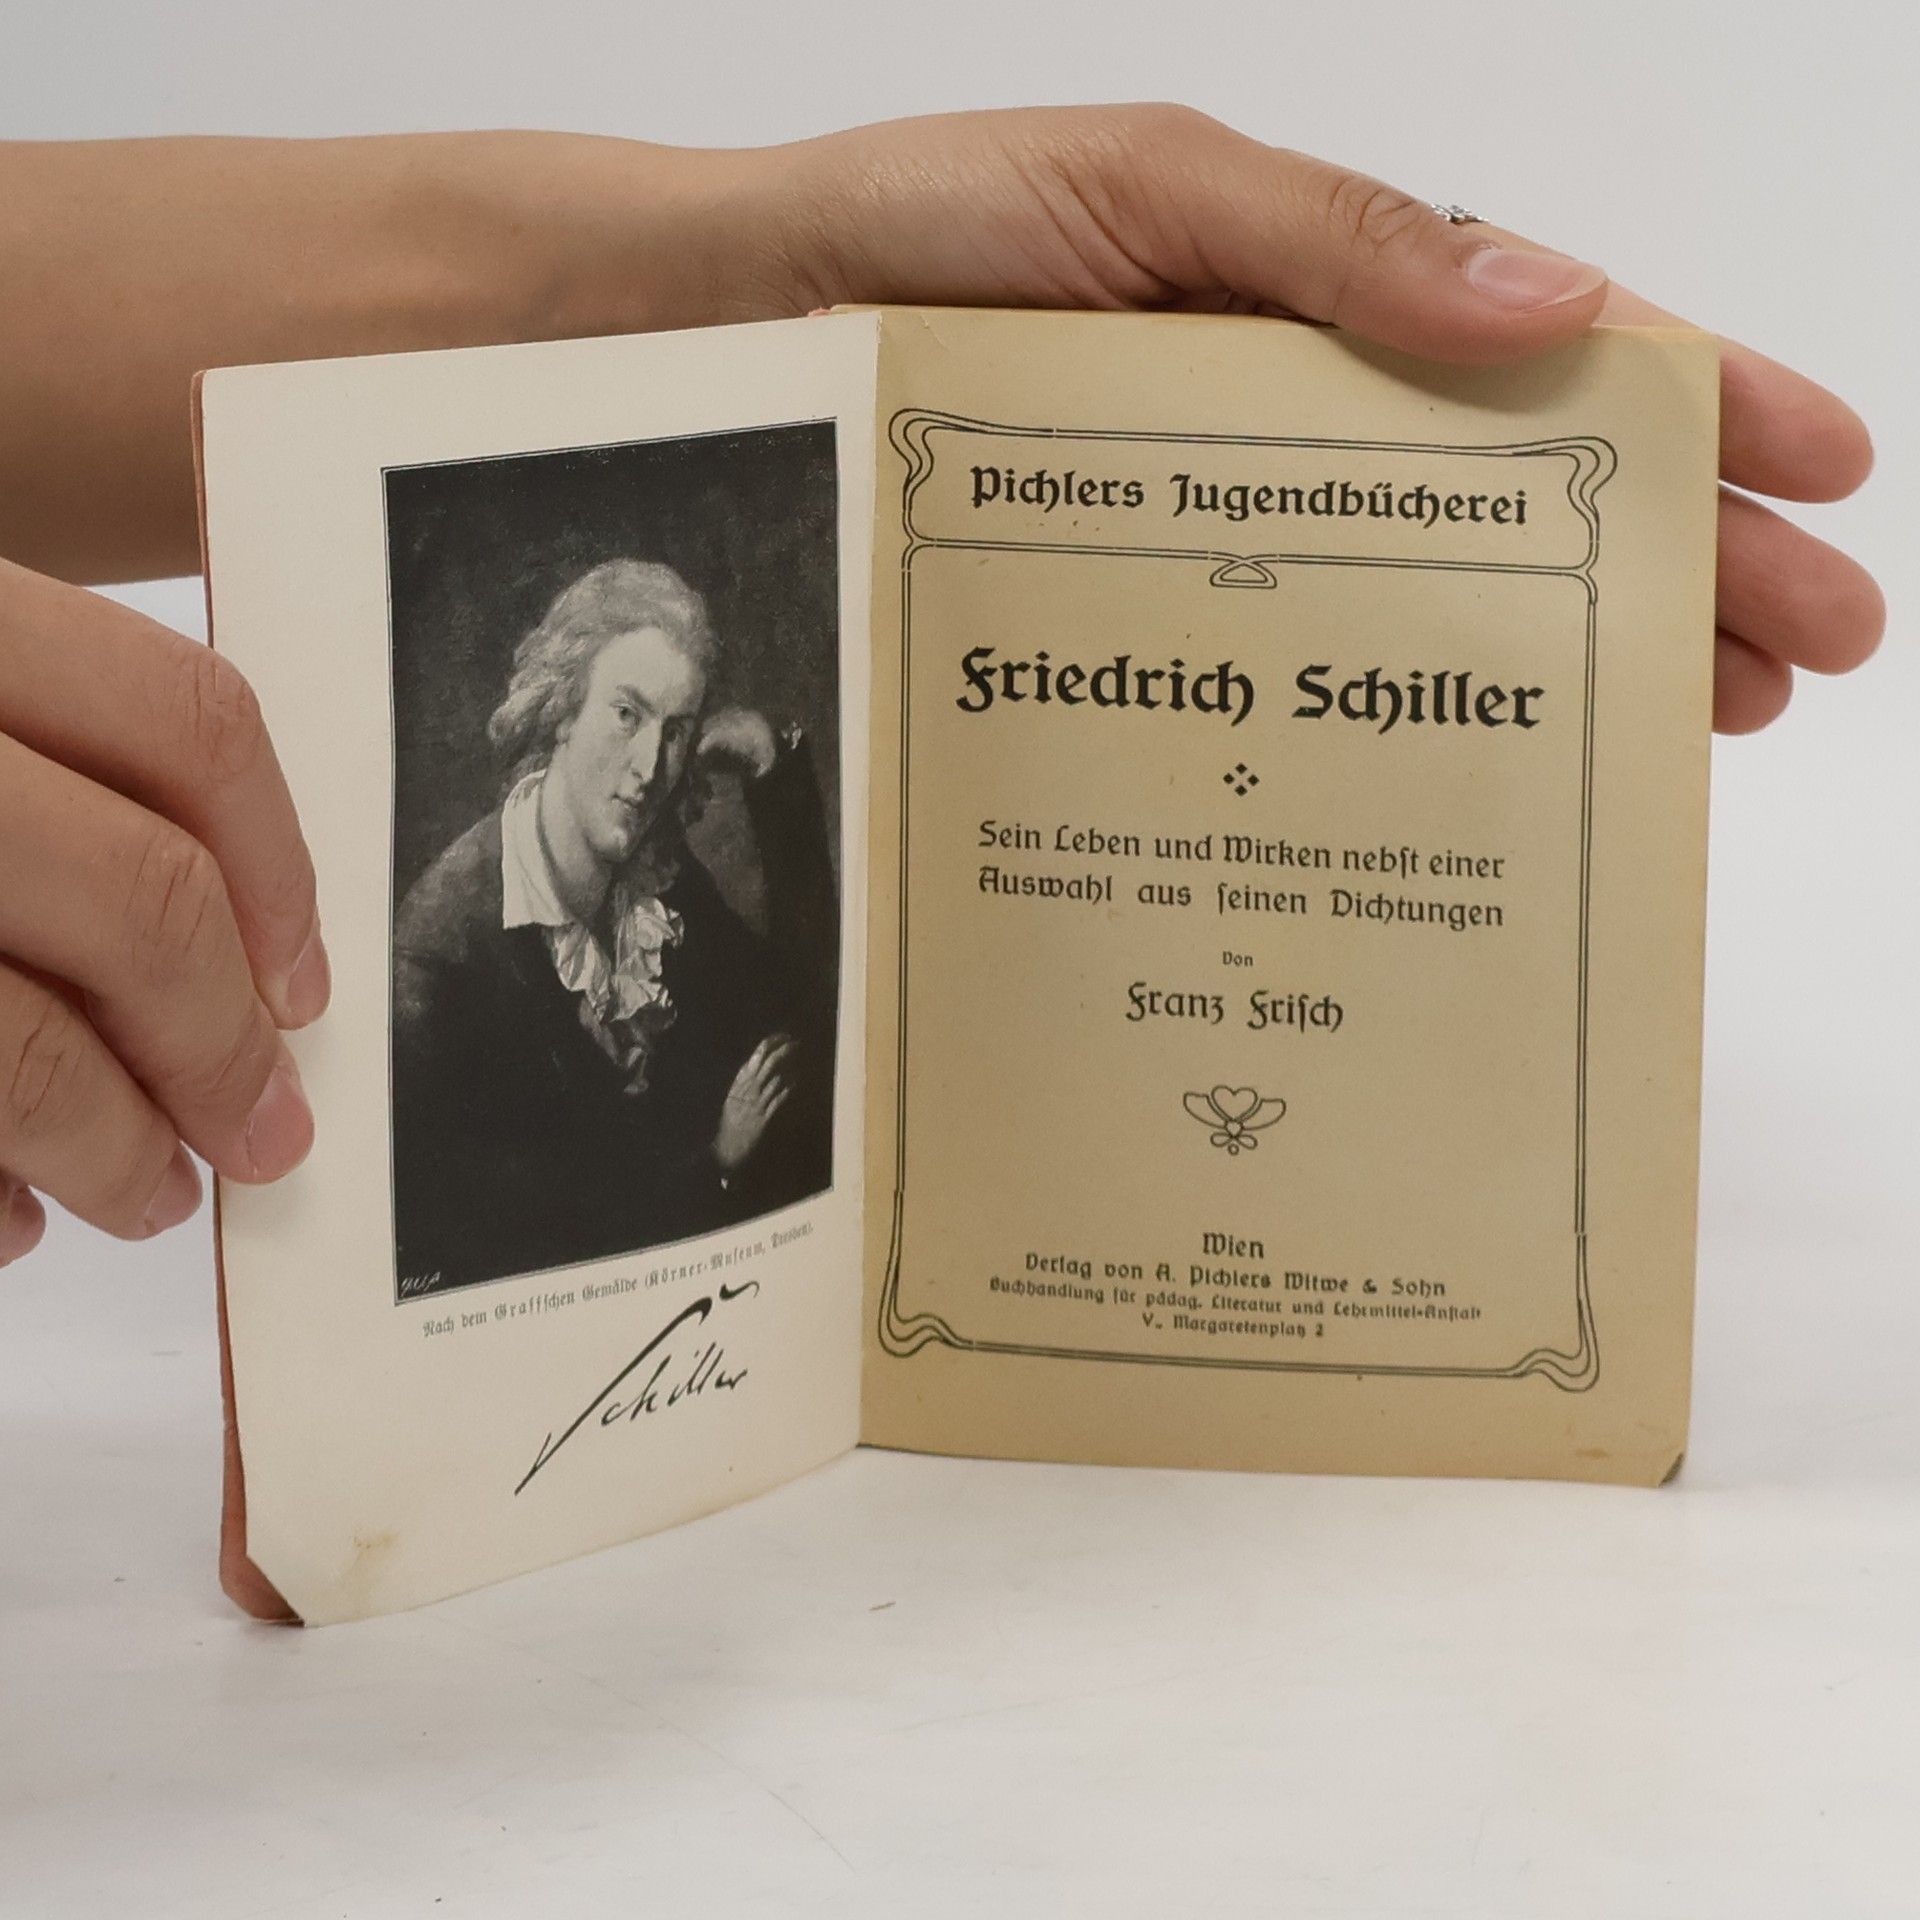 Nach dem Graffschen Gemälde (Körner-Museum, Dresden).
Schiller
Pichlers Jugendbücherei
Friedrich Schiller
Sein Leben und Wirken nebſt einer
Auswahl aus ſeinen Dichtungen
Von
Franz Friſch
Wien
Verlag von A. Pichlers Witwe & Sohn
Buchhandlung für pädag. Literatur und Lehrmittel-Anſtalt
V., Margaretenplatz 2